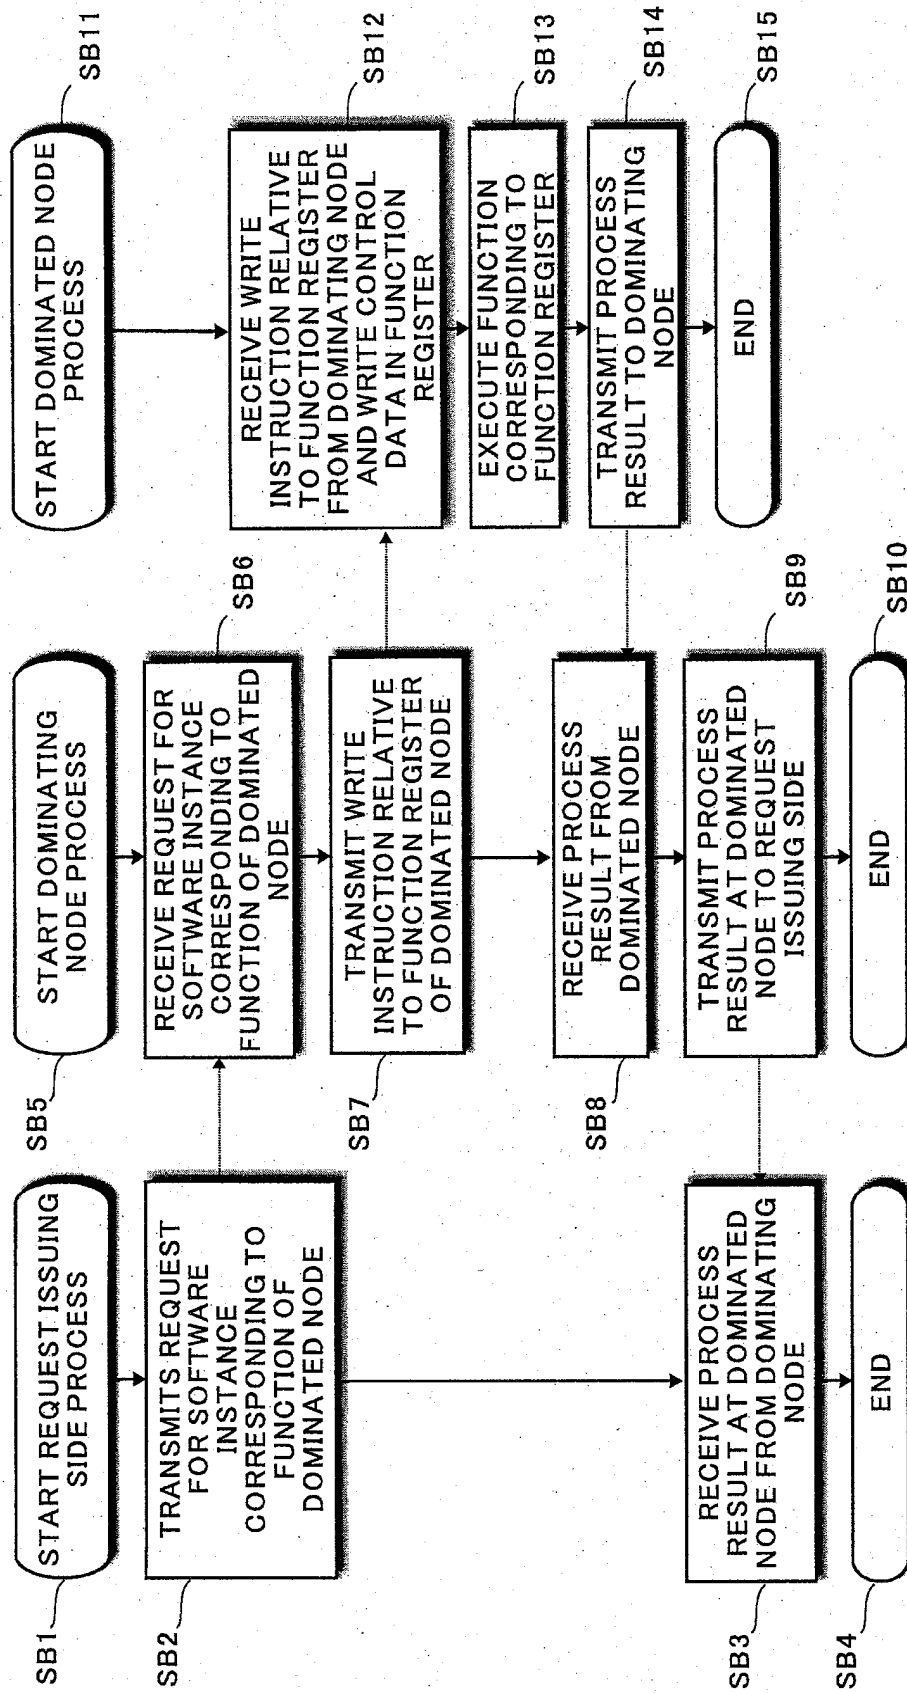 SB1
START REQUEST ISSUING
SIDE PROCESS
SB2
TRANSMITS REQUEST
FOR SOFTWARE
INSTANCE
CORRESPONDING TO
FUNCTION OF
DOMINATED NODE
SB3
RECEIVE PROCESS
RESULT AT DOMINATED
NODE FROM DOMINATING
NODE
SB4
END
SB5
START DOMINATING
NODE PROCESS
SB6
RECEIVE REQUEST FOR
SOFTWARE INSTANCE
CORRESPONDING TO
FUNCTION OF DOMINATED
NODE
SB7
TRANSMIT WRITE
INSTRUCTION RELATIVE
TO FUNCTION REGISTER
OF DOMINATED NODE
SB8
RECEIVE PROCESS
RESULT FROM
DOMINATED NODE
SB9
TRANSMIT PROCESS
RESULT AT DOMINATED
NODE TO REQUEST
ISSUING SIDE
SB10
END
SB11
START DOMINATED NODE
PROCESS
SB12
RECEIVE WRITE
INSTRUCTION RELATIVE
TO FUNCTION REGISTER
FROM DOMINATING NODE
AND WRITE CONTROL
DATA IN FUNCTION
REGISTER
SB13
EXECUTE FUNCTION
CORRESPONDING TO
FUNCTION REGISTER
SB14
TRANSMIT PROCESS
RESULT TO DOMINATING
NODE
SB15
END